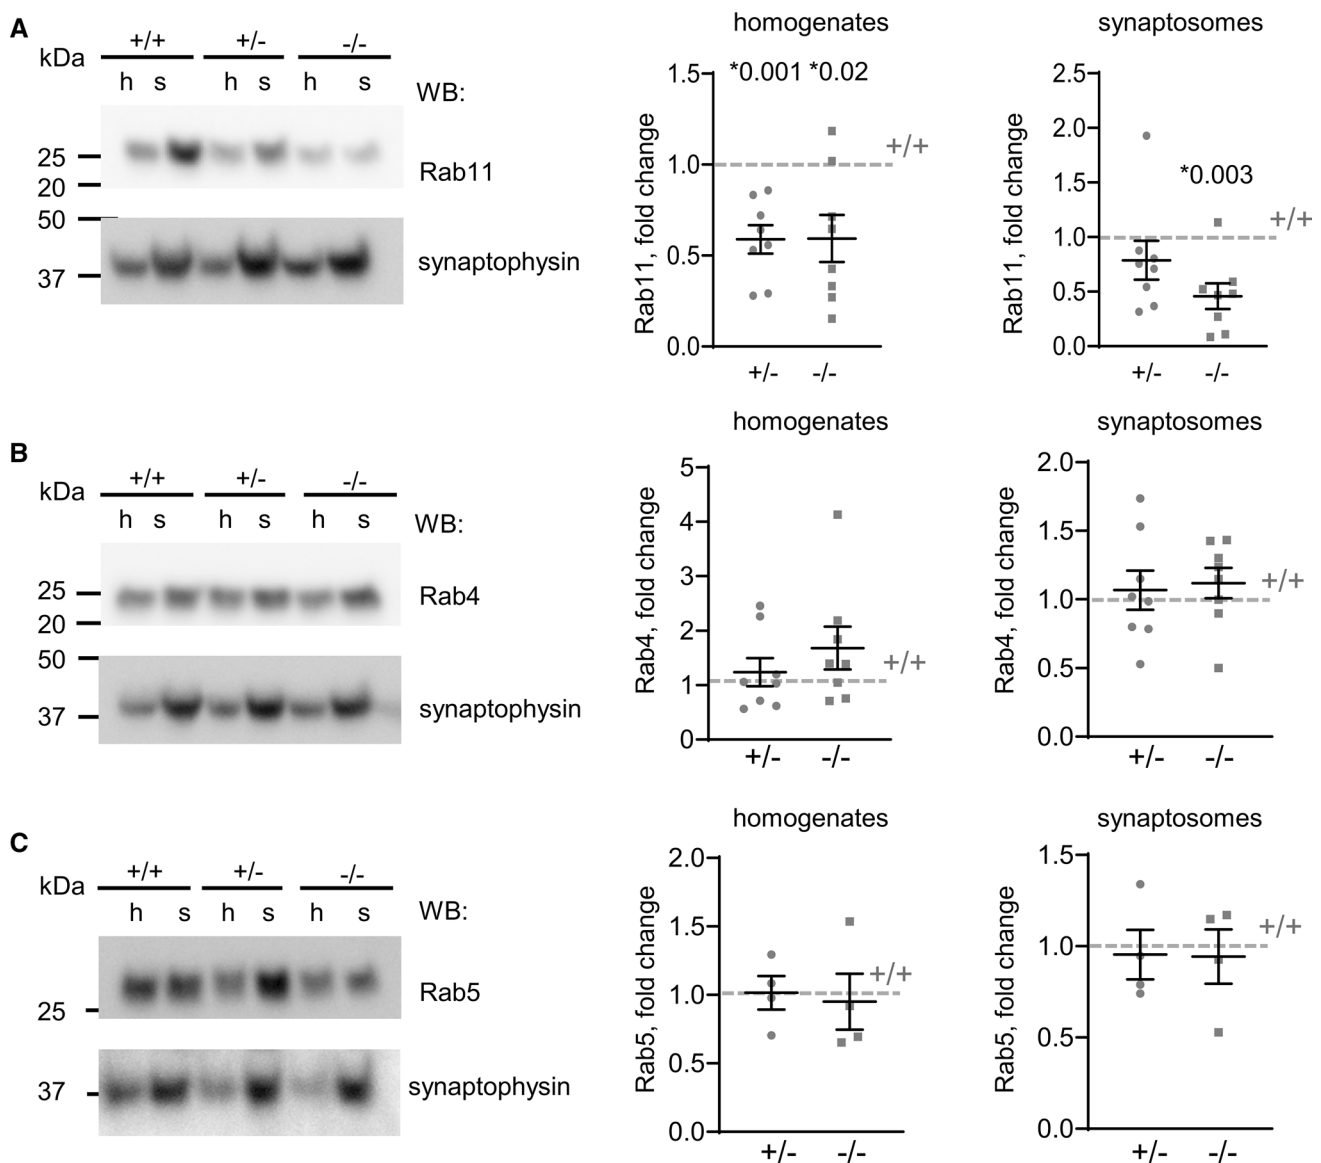 A
kDa
+/+ +/- -/-
h s h s h s
WB:
25
20
Rab11
50
37
synaptophysin
homogenates
Rab11, fold change
1.5
1.0
0.5
0.0
*0.001 *0.02
+/+
+/- -/-
synaptosomes
Rab11, fold change
2.5
2.0
1.5
1.0
0.5
0.0
*0.003
+/+
+/- -/-
B
kDa
+/+ +/- -/-
h s h s h s
WB:
25
20
Rab4
50
37
synaptophysin
homogenates
Rab4, fold change
5
4
3
2
1
0
+/+
+/- -/-
synaptosomes
Rab4, fold change
2.0
1.5
1.0
0.5
0.0
+/+
+/- -/-
C
kDa
+/+ +/- -/-
h s h s h s
WB:
25
Rab5
37
synaptophysin
homogenates
Rab5, fold change
2.0
1.5
1.0
0.5
0.0
+/+
+/- -/-
synaptosomes
Rab5, fold change
1.5
1.0
0.5
0.0
+/+
+/- -/-